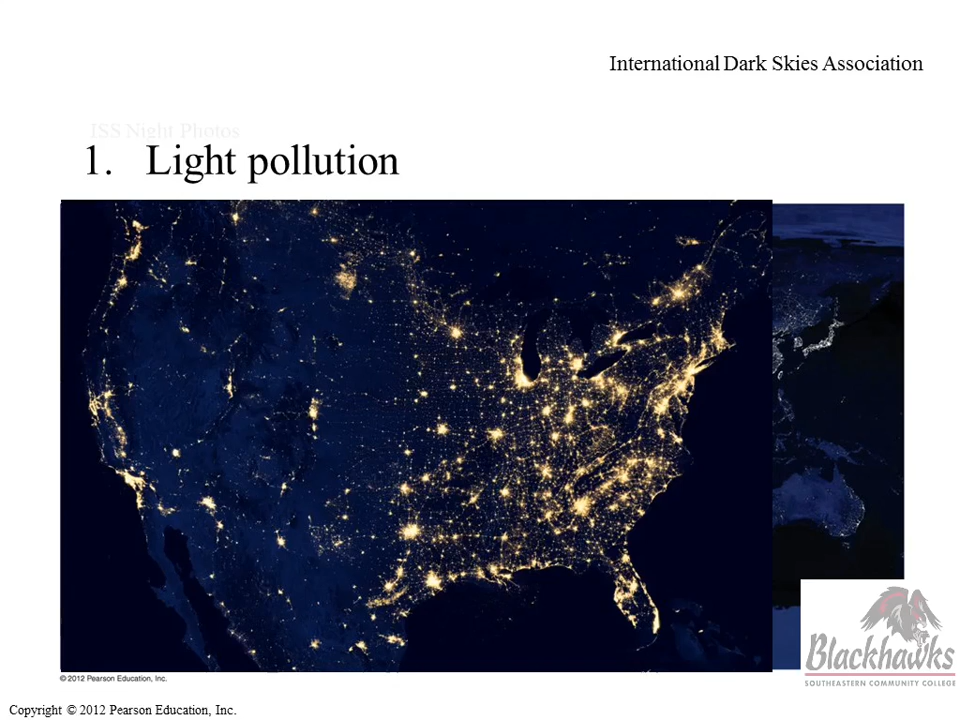 International Dark Skies Association
ISS Night Photos
1. Light pollution
© 2012 Pearson Education, Inc.
Blackhawks
SOUTHEASTERN COMMUNITY COLLEGE
Copyright © 2012 Pearson Education, Inc.